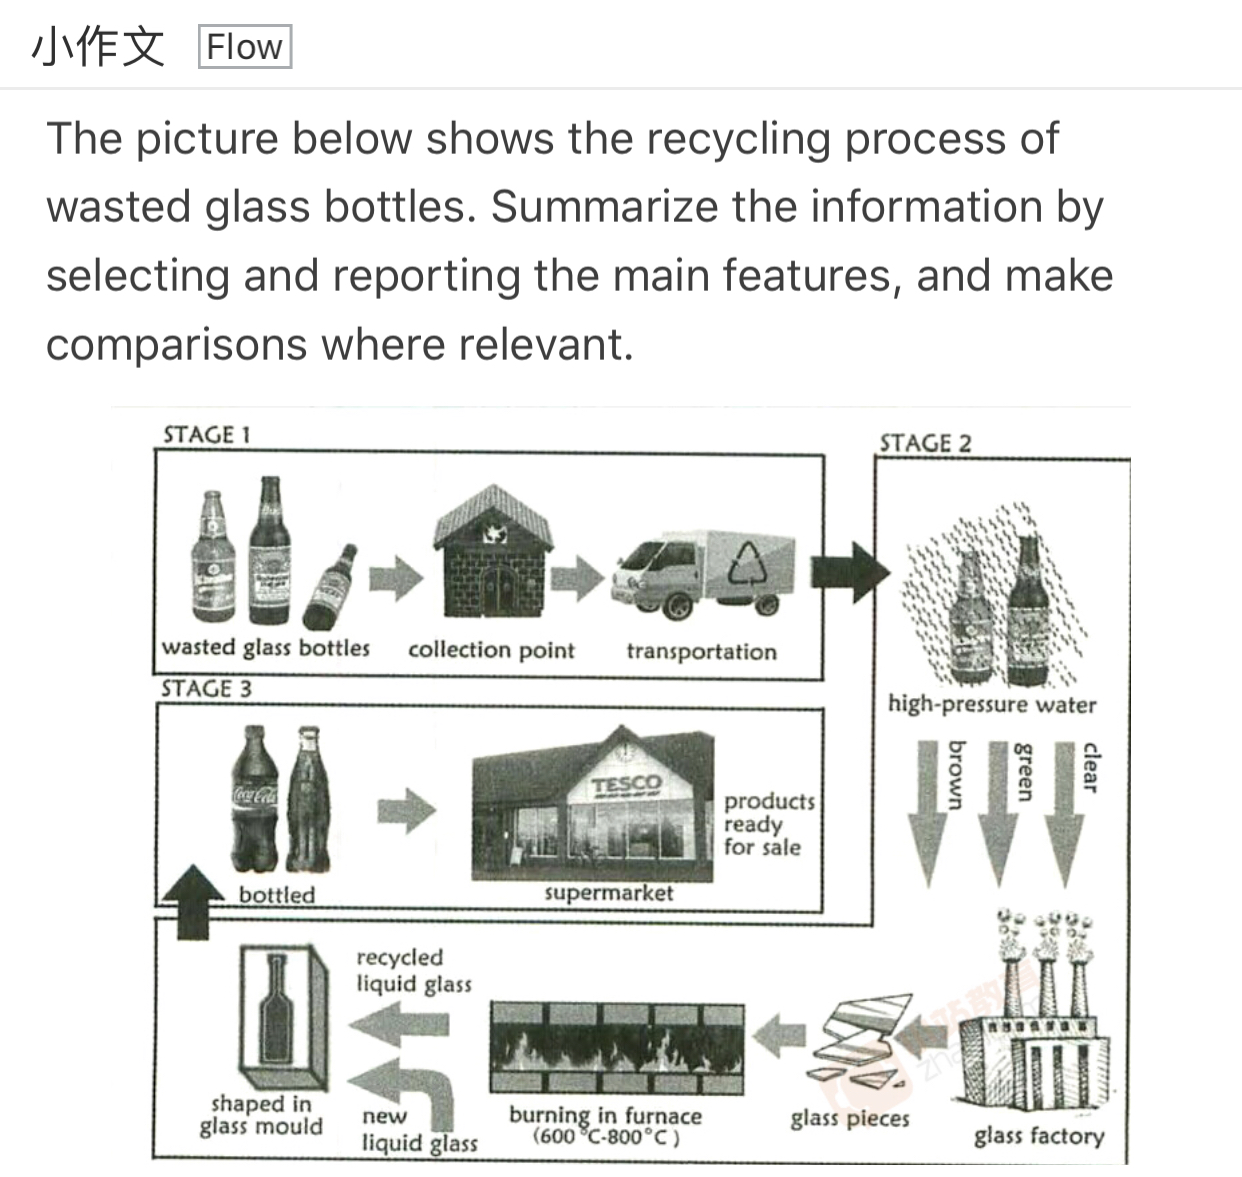 小作文 Flow
The picture below shows the recycling process of
wasted glass bottles. Summarize the information by
selecting and reporting the main features, and make
comparisons where relevant.
STAGE 1
wasted glass bottles
collection point
transportation
STAGE 2
high-pressure water
brown
green
clear
glass factory
glass pieces
burning in furnace
(600°C-800°C)
recycled
liquid glass
new
liquid glass
shaped in
glass mould
STAGE 3
Coca-Cola
bottled
TESCO
supermarket
products
ready
for sale